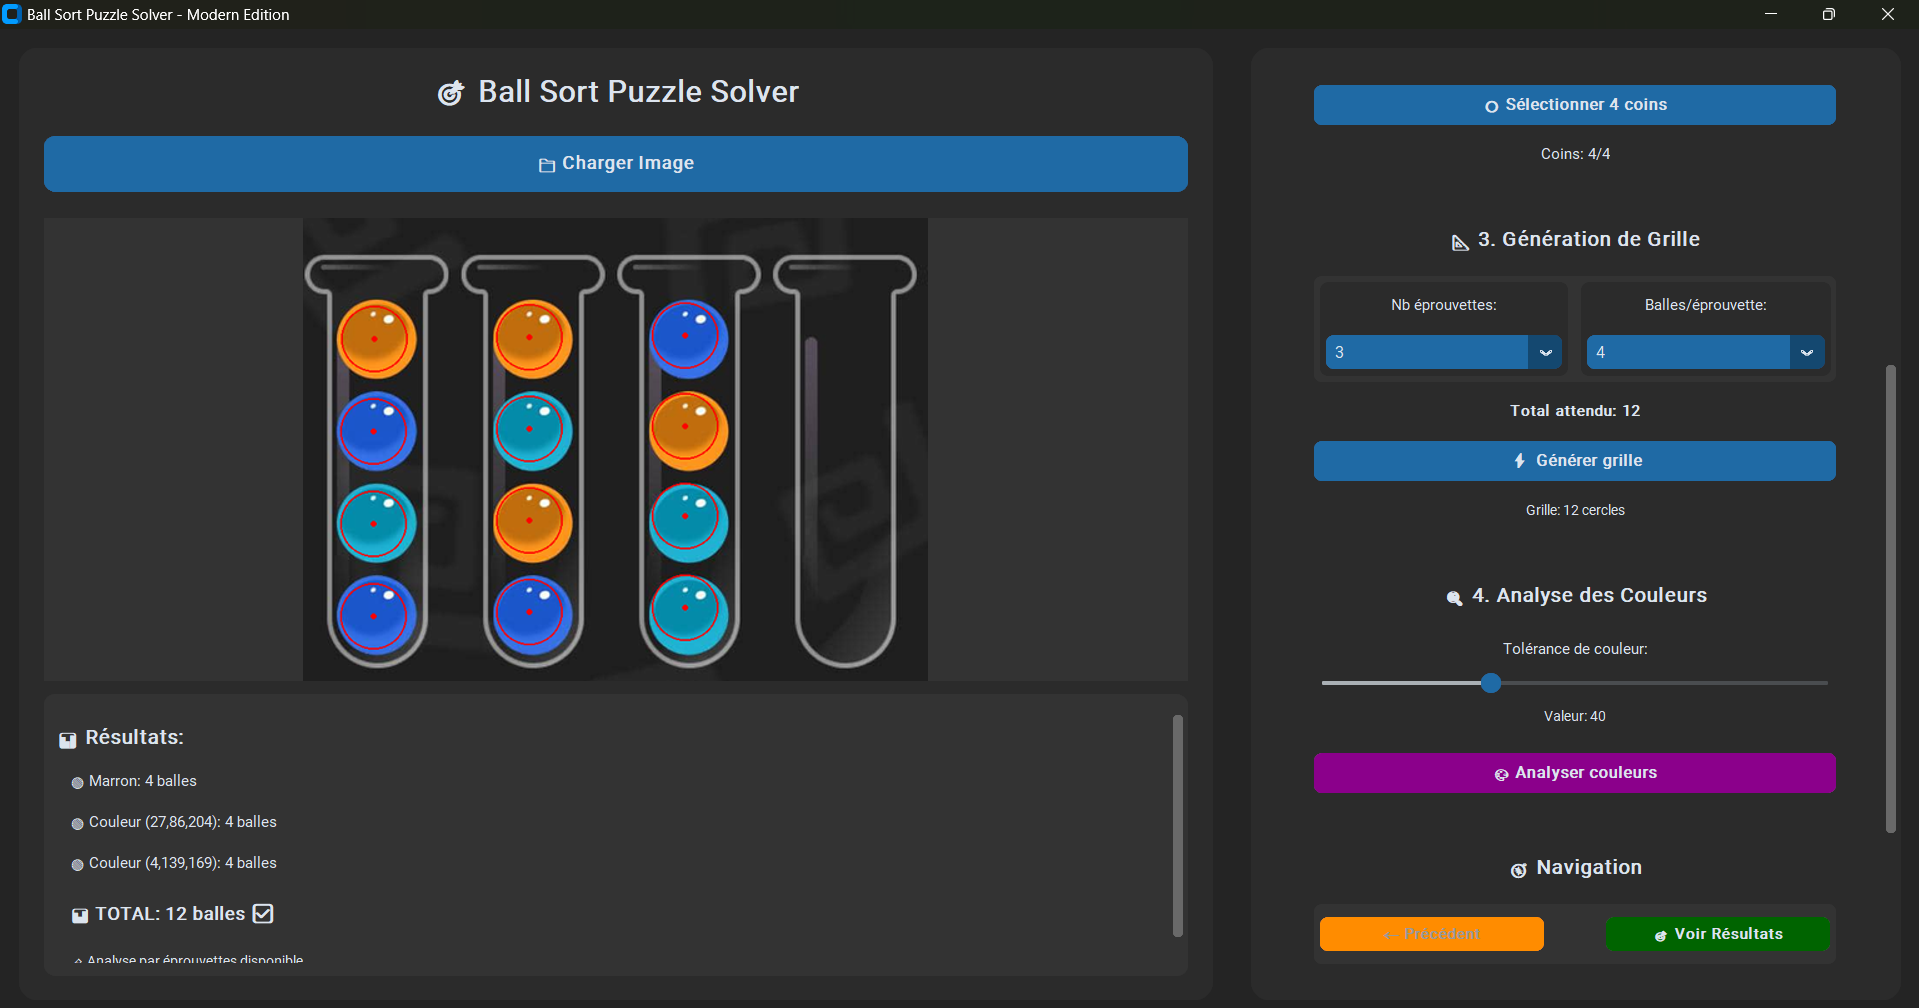 Ball Sort Puzzle Solver - Modern Edition
Ball Sort Puzzle Solver
Charger Image
Résultats:
Marron: 4 balles
Couleur (27,86,204): 4 balles
Couleur (4,139,169): 4 balles
TOTAL: 12 balles
Analyse par éprouvettes disponible
Sélectionner 4 coins
Coins: 4/4
3. Génération de Grille
Nb éprouvettes:
Balles/éprouvette:
3
4
Total attendu: 12
Générer grille
Grille: 12 cercles
4. Analyse des Couleurs
Tolérance de couleur:
Valeur: 40
Analyser couleurs
Navigation
← Précédent
Voir Résultats